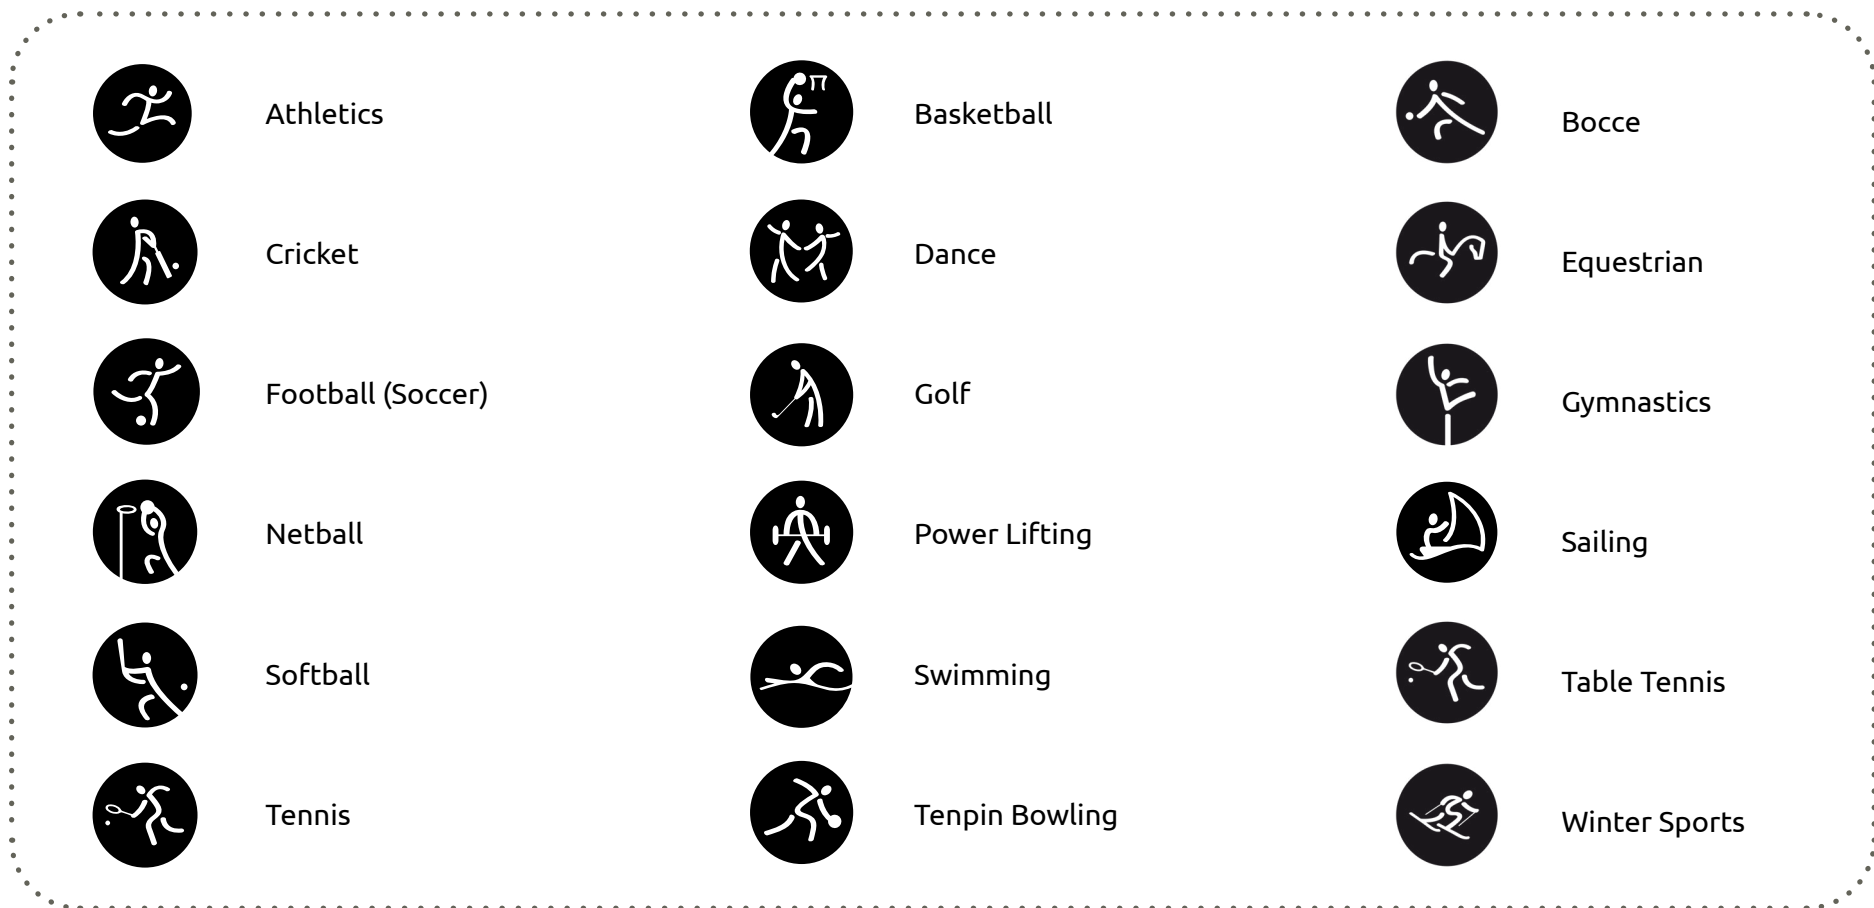 Athletics
Basketball
Bocce
Cricket
Dance
Equestrian
Football (Soccer)
Golf
Gymnastics
Netball
Power Lifting
Sailing
Softball
Swimming
Table Tennis
Tennis
Tenpin Bowling
Winter Sports